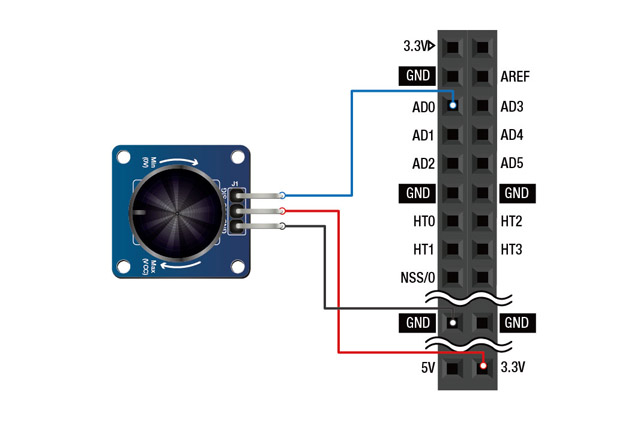 3.3V
GND
AREF
AD0
AD3
AD1
AD4
AD2
AD5
GND
GND
HT0
HT2
HT1
HT3
NSS/0
GND
GND
5V
3.3V
Min
(0V)
J1
Max
(VCC)